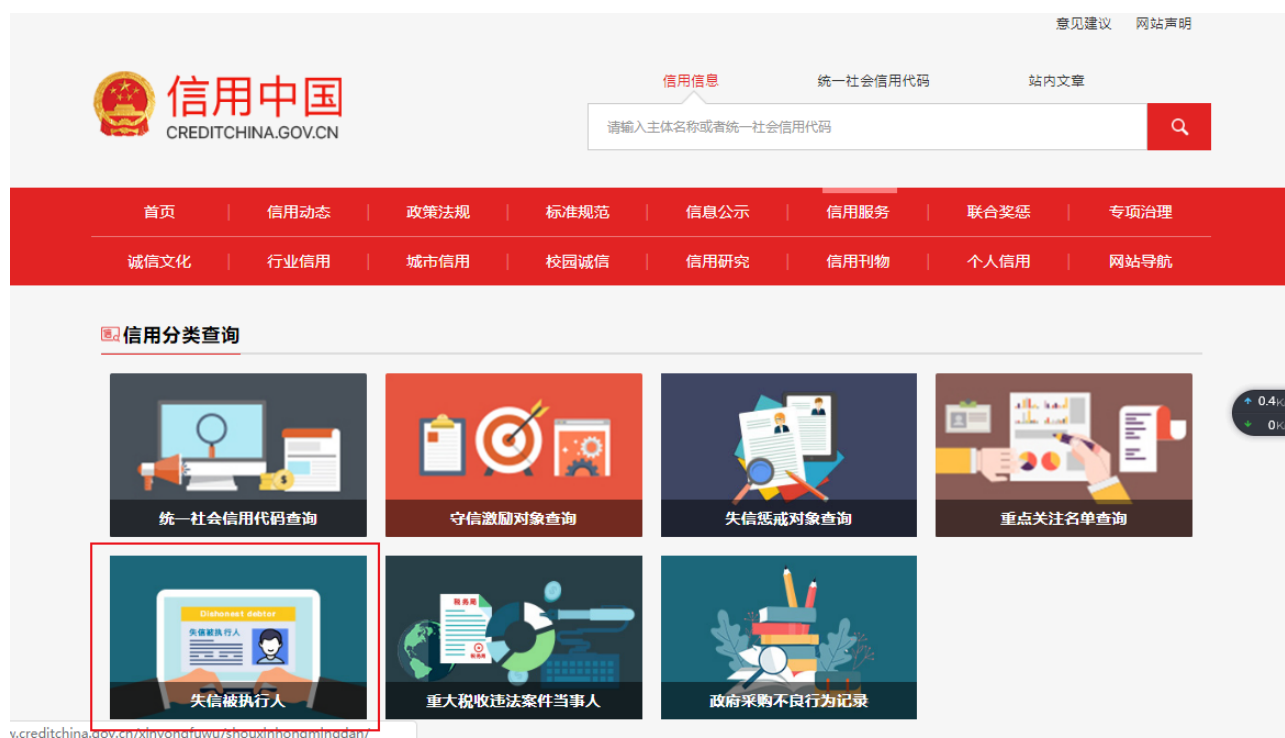 意见建议 网站声明
信用中国
CREDITCHINA.GOV.CN
信用信息 统一社会信用代码 站内文章
请输入主体名称或者统一社会信用代码
首页 信用动态 政策法规 标准规范 信息公示 信用服务 联合奖惩 专项治理
诚信文化 行业信用 城市信用 校园诚信 信用研究 信用刊物 个人信用 网站导航
信用分类查询
统一社会信用代码查询 守信激励对象查询 失信惩戒对象查询 重点关注名单查询
0.4K
0K
Dishonest debtor
失信被执行人
税务局
失信被执行人 重大税收违法案件当事人 政府采购不良行为记录
v.creditchina.gov.cn/xinyongfuwu/shouxinhongmingdan/